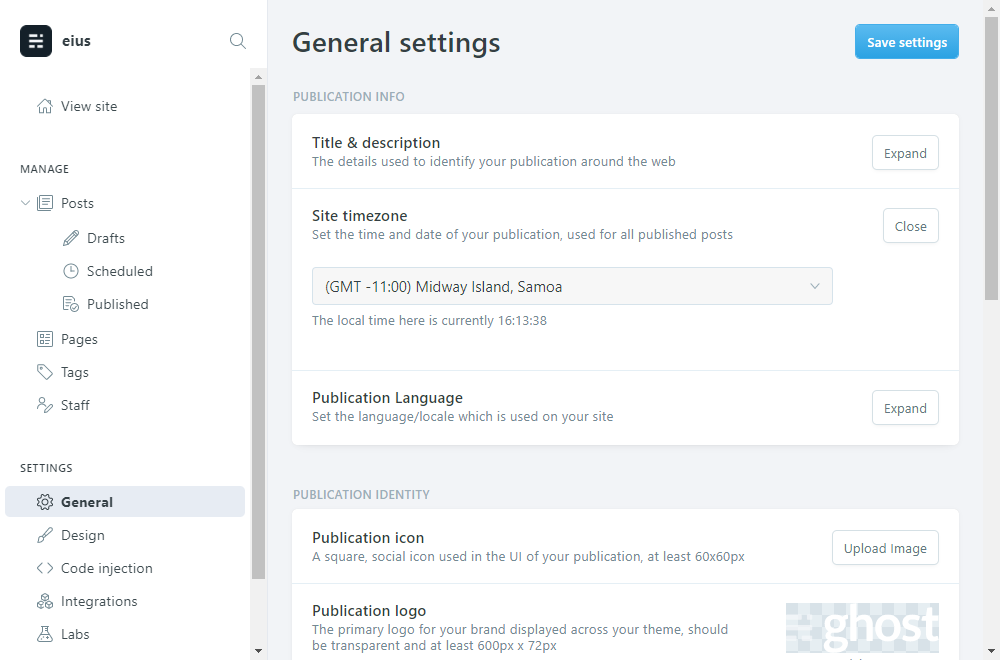 eius
View site
MANAGE
Posts
Drafts
Scheduled
Published
Pages
Tags
Staff
SETTINGS
General
Design
Code injection
Integrations
Labs
General settings
Save settings
PUBLICATION INFO
Title & description
The details used to identify your publication around the web
Expand
Site timezone
Set the time and date of your publication, used for all published posts
Close
(GMT -11:00) Midway Island, Samoa
The local time here is currently 16:13:38
Publication Language
Set the language/locale which is used on your site
Expand
PUBLICATION IDENTITY
Publication icon
A square, social icon used in the UI of your publication, at least 60x60px
Upload Image
Publication logo
The primary logo for your brand displayed across your theme, should
be transparent and at least 600px x 72px
ghost